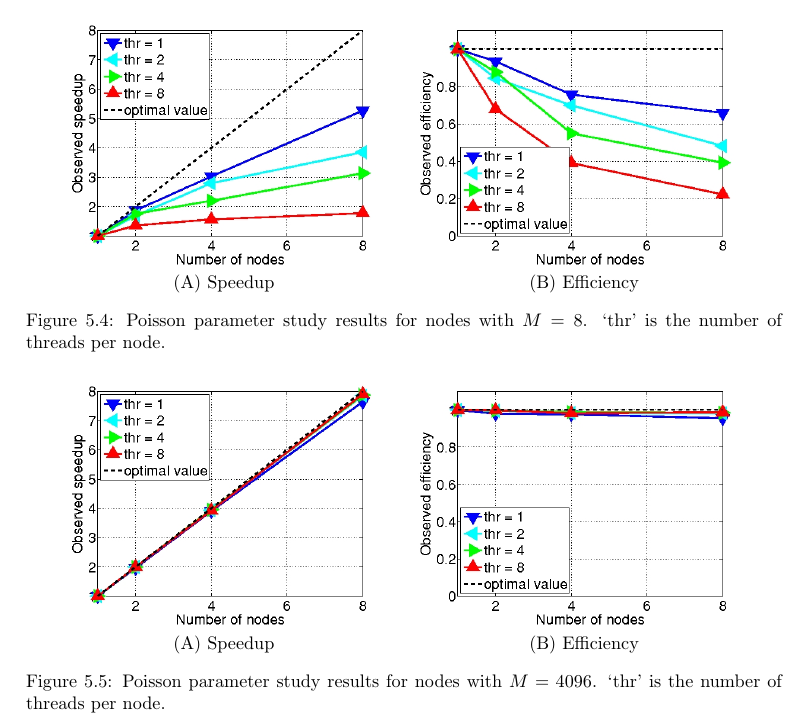 8
7
6
5
4
3
2
1
2
4
6
8
Observed speedup
Number of nodes
thr = 1
thr = 2
thr = 4
thr = 8
optimal value
(A) Speedup
0.8
0.6
0.4
0.2
0
2
4
6
8
Observed efficiency
Number of nodes
thr = 1
thr = 2
thr = 4
thr = 8
optimal value
(B) Efficiency
Figure 5.4: Poisson parameter study results for nodes with M = 8. ‘thr’ is the number of
threads per node.
8
7
6
5
4
3
2
1
2
4
6
8
Observed speedup
Number of nodes
thr = 1
thr = 2
thr = 4
thr = 8
optimal value
(A) Speedup
0.8
0.6
0.4
0.2
0
2
4
6
8
Observed efficiency
Number of nodes
thr = 1
thr = 2
thr = 4
thr = 8
optimal value
(B) Efficiency
Figure 5.5: Poisson parameter study results for nodes with M = 4096. ‘thr’ is the number of
threads per node.